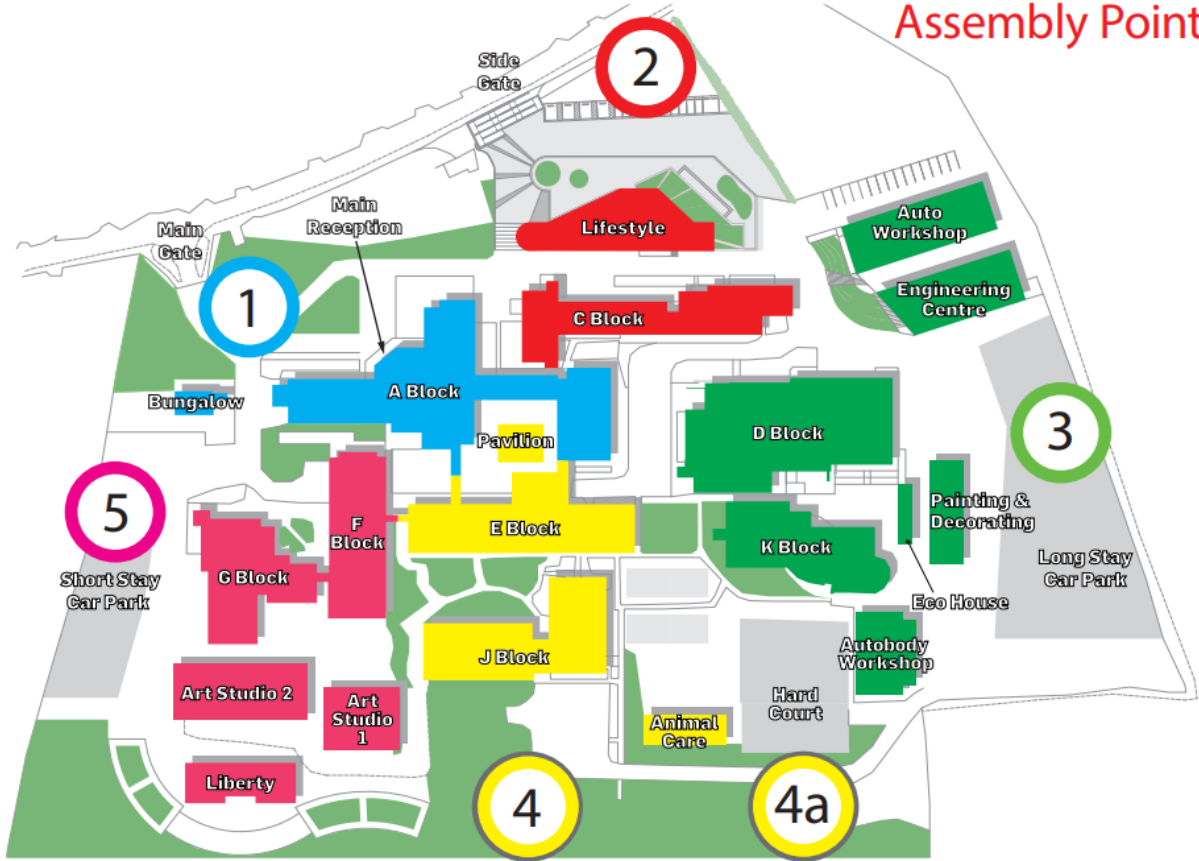 Assembly Point
2
Side
Gate
Main
Reception
Main
Gate
Lifestyle
Auto
Workshop
Engineering
Centre
1
C Block
Bungalow
A Block
Pavilion
D Block
3
5
F
Block
E Block
Painting &
Decorating
K Block
G Block
Short Stay
Car Park
Long Stay
Car Park
Eco House
J Block
Autobody
Workshop
Art Studio 2
Art
Studio
1
Hard
Court
Animal
Care
Liberty
4
4a